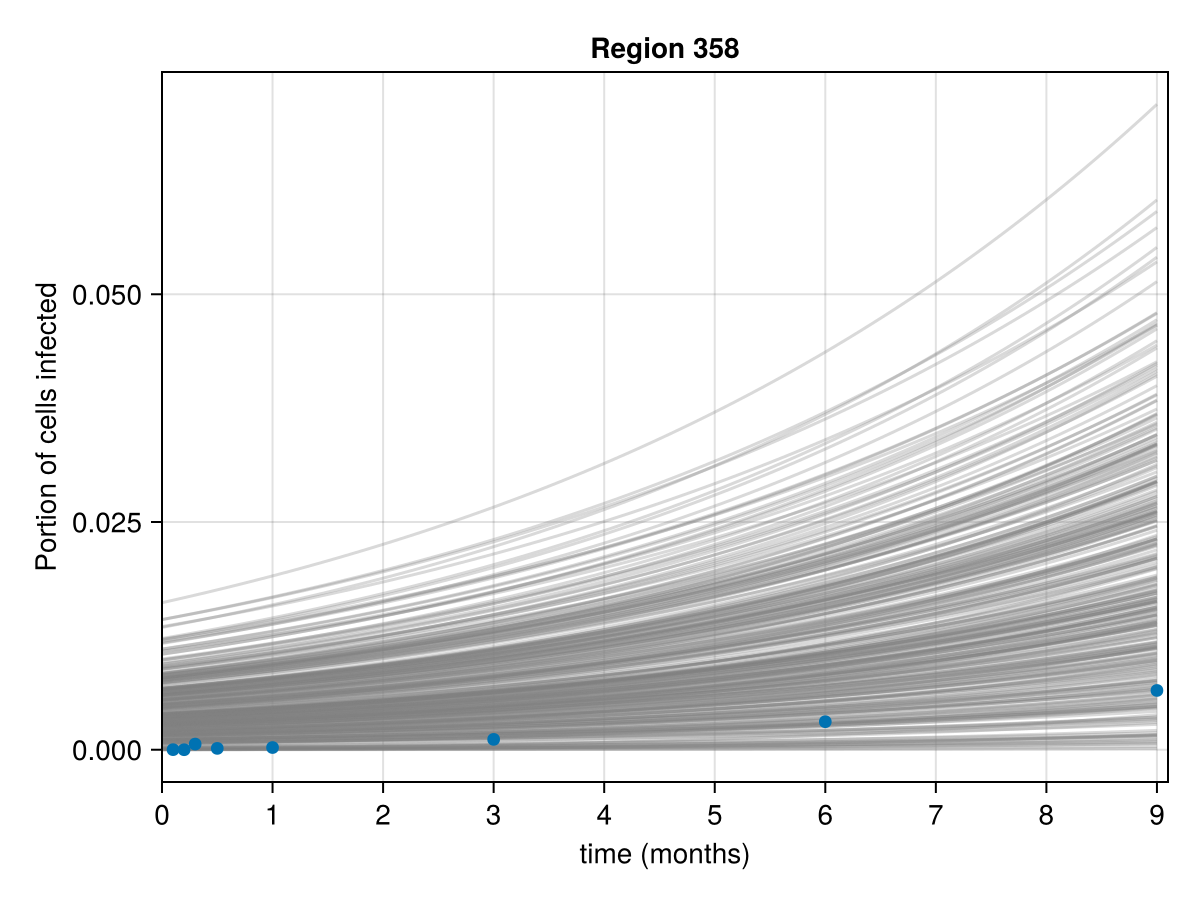 Region 358
Portion of cells infected
0.050
0.025
0.000
0 1 2 3 4 5 6 7 8 9
time (months)